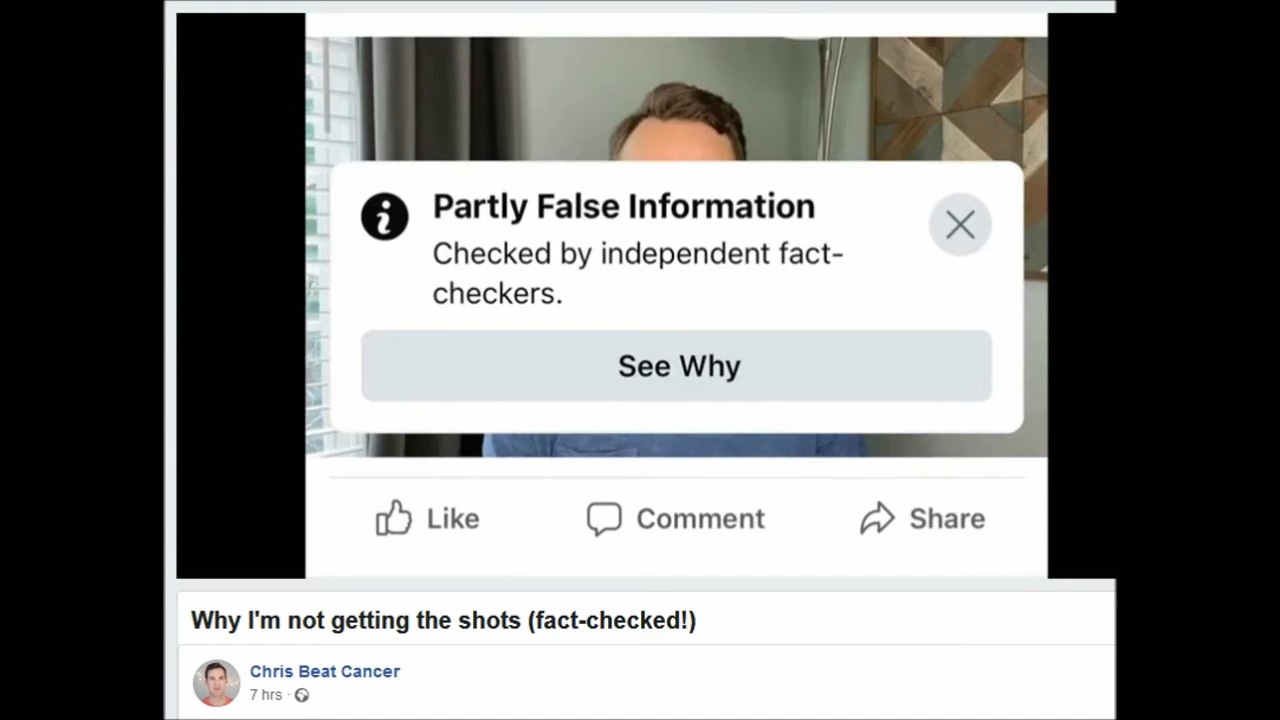 Partly False Information
Checked by independent fact-
checkers.
See Why
Like
Comment
Share
Why I'm not getting the shots (fact-checked!)
Chris Beat Cancer
7 hrs ·